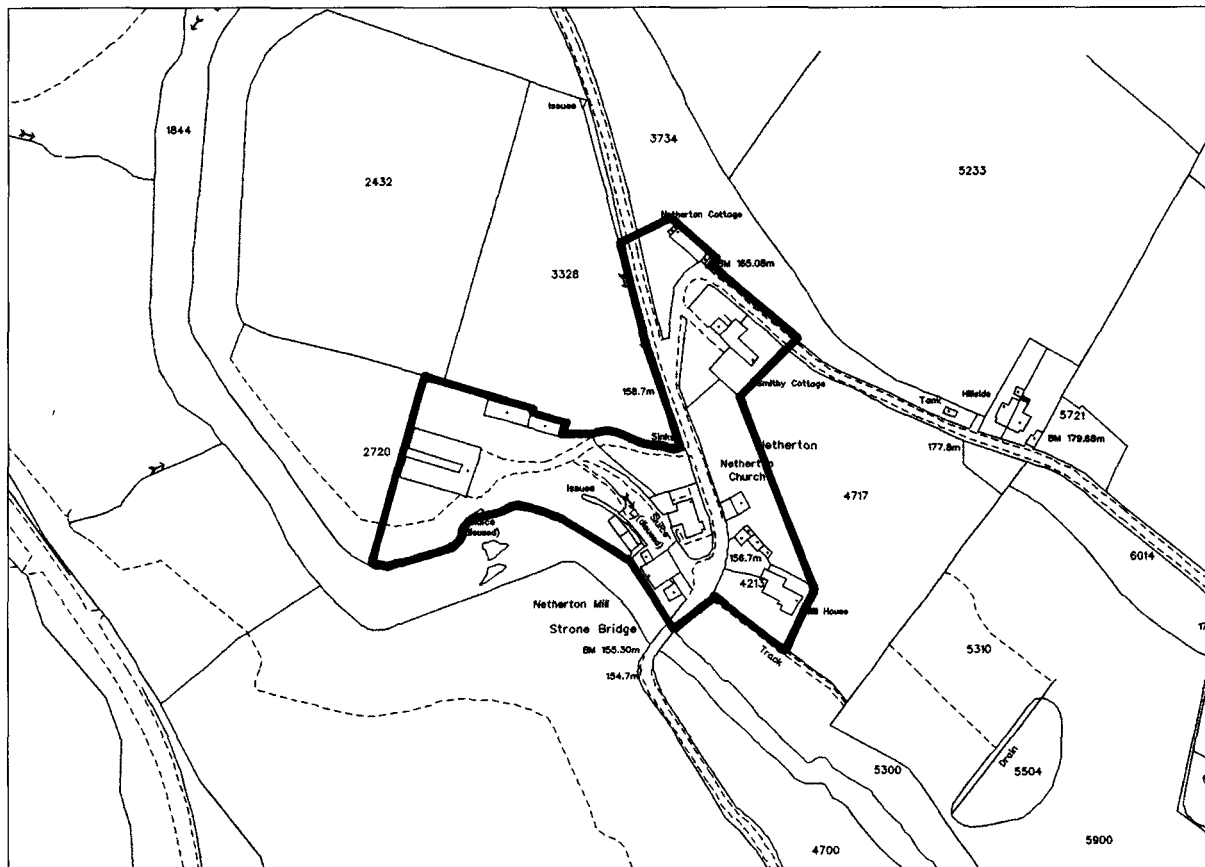 1844
Issues
3734
2432
5233
Netherton Cottage
BM 165.08m
3328
158.7m
Smithy Cottage
Tank
Hillside
5721
BM 179.68m
177.8m
Sinks
Netherton
2720
Netherton
Church
4717
Issues
(disused)
(disused)
156.7m
4213
6014
Mill House
Netherton Mill
Strone Bridge
BM 155.30m
154.7m
Track
5310
Drain
5504
5300
5900
4700